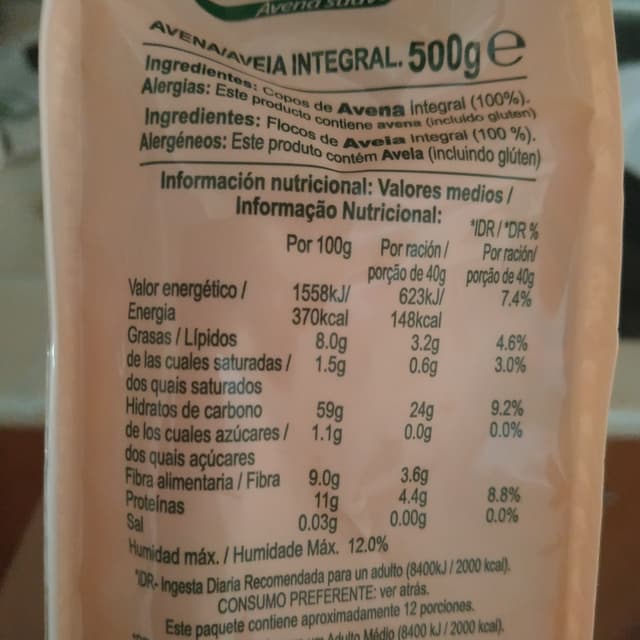 Avena suave
AVENA/AVEIA INTEGRAL. 500g e
Ingredientes: Copos de Avena Integral (100%).
Alergias: Este producto contiene avena (incluido gluten)
Ingredientes: Flocos de Aveia Integral (100 %).
Alergéneos: Este produto contém Aveia (incluindo glúten)
Información nutricional: Valores medios /
Informação Nutricional:
*IDR / *DR %
Por 100g Por ración / Por ración/
porção de 40g porção de 40g
Valor energético / 1558kJ/ 623kJ/ 7.4%
Energia 370kcal 148kcal
Grasas / Lípidos 8.0g 3.2g 4.6%
de las cuales saturadas / 1.5g 0.6g 3.0%
dos quais saturados
Hidratos de carbono 59g 24g 9.2%
de los cuales azúcares / 1.1g 0.0g 0.0%
dos quais açúcares
Fibra alimentaria / Fibra 9.0g 3.6g
Proteínas 11g 4.4g 8.8%
Sal 0.03g 0.00g 0.0%
Humidad máx. / Humidade Máx. 12.0%
*IDR- Ingesta Diaria Recomendada para un adulto (8400kJ / 2000 kcal).
CONSUMO PREFERENTE: ver atrás.
Este paquete contiene aproximadamente 12 porciones.
Adulto Médio (8400 kJ / 2000 kcal).